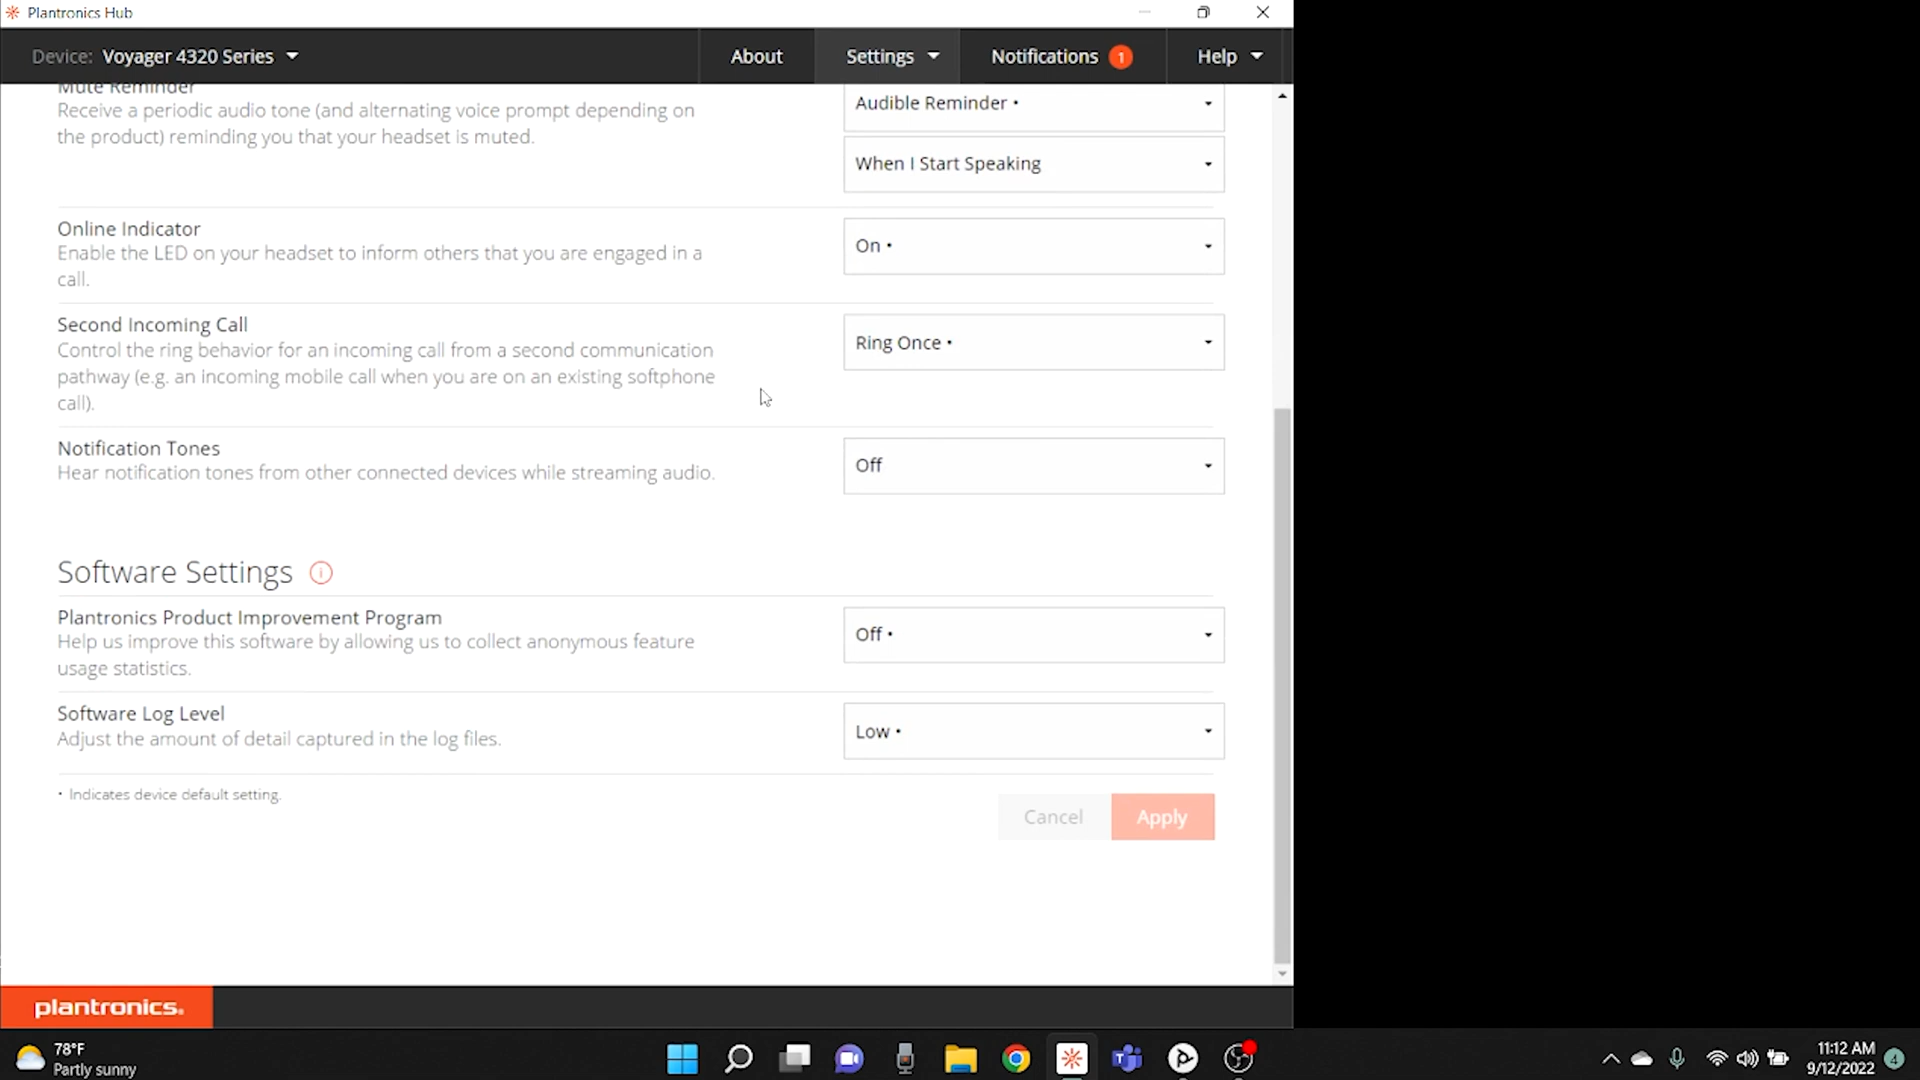 Plantronics Hub
Device: Voyager 4320 Series
About
Settings
Notifications 1
Help
Mute Reminder
Receive a periodic audio tone (and alternating voice prompt depending on
the product) reminding you that your headset is muted.
Audible Reminder •
When I Start Speaking
Online Indicator
Enable the LED on your headset to inform others that you are engaged in a
call.
On •
Second Incoming Call
Control the ring behavior for an incoming call from a second communication
pathway (e.g. an incoming mobile call when you are on an existing softphone
call).
Ring Once •
Notification Tones
Hear notification tones from other connected devices while streaming audio.
Off
Software Settings
Plantronics Product Improvement Program
Help us improve this software by allowing us to collect anonymous feature
usage statistics.
Off •
Software Log Level
Adjust the amount of detail captured in the log files.
Low •
• Indicates device default setting.
Cancel
Apply
plantronics.
78°F
Partly sunny
11:12 AM
9/12/2022
4